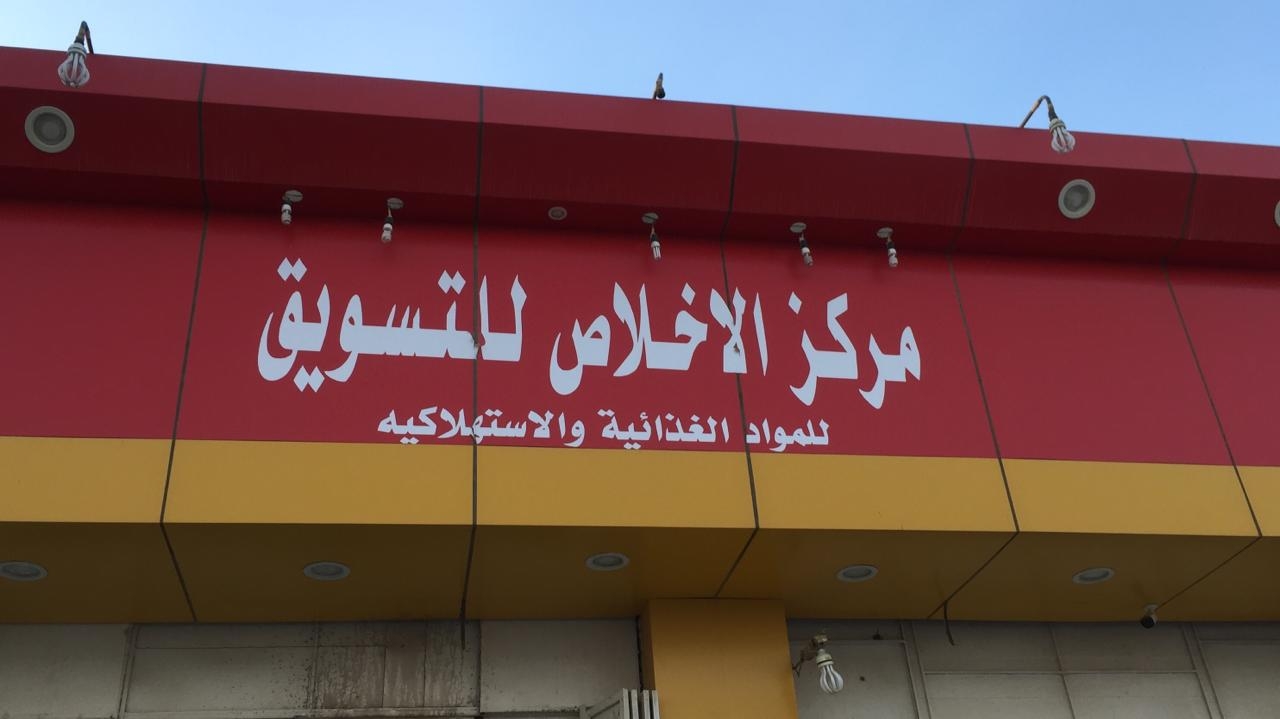 مركز الاخلاص للتسويق
للمواد الغذائية والاستهلاكيه